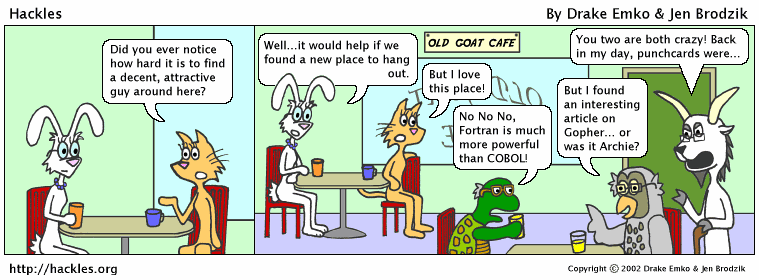 Hackles
By Drake Emko & Jen Brodzik
Did you ever notice
how hard it is to find
a decent, attractive
guy around here?
Well...it would help if we
found a new place to hang
out.
But I love
this place!
OLD GOAT CAFE
No No No,
Fortran is much
more powerful
than COBOL!
But I found
an interesting
article on
Gopher... or
was it Archie?
You two are both crazy! Back
in my day, punchcards were...
http://hackles.org
Copyright © 2002 Drake Emko & Jen Brodzik